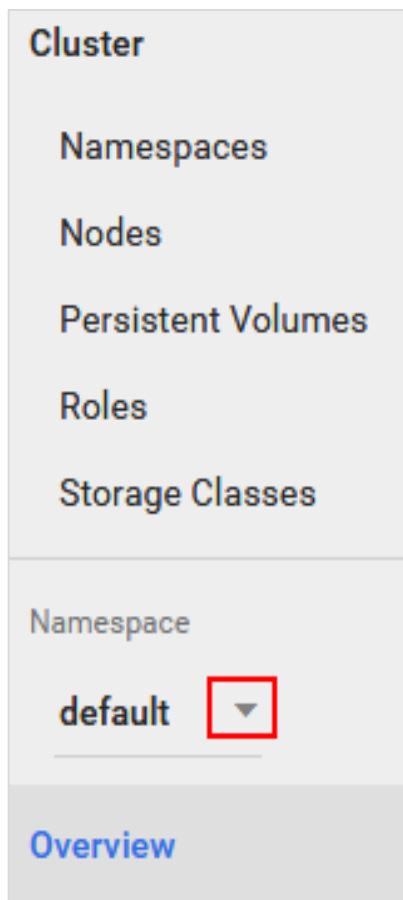 Cluster
Namespaces
Nodes
Persistent Volumes
Roles
Storage Classes
Namespace
default
Overview